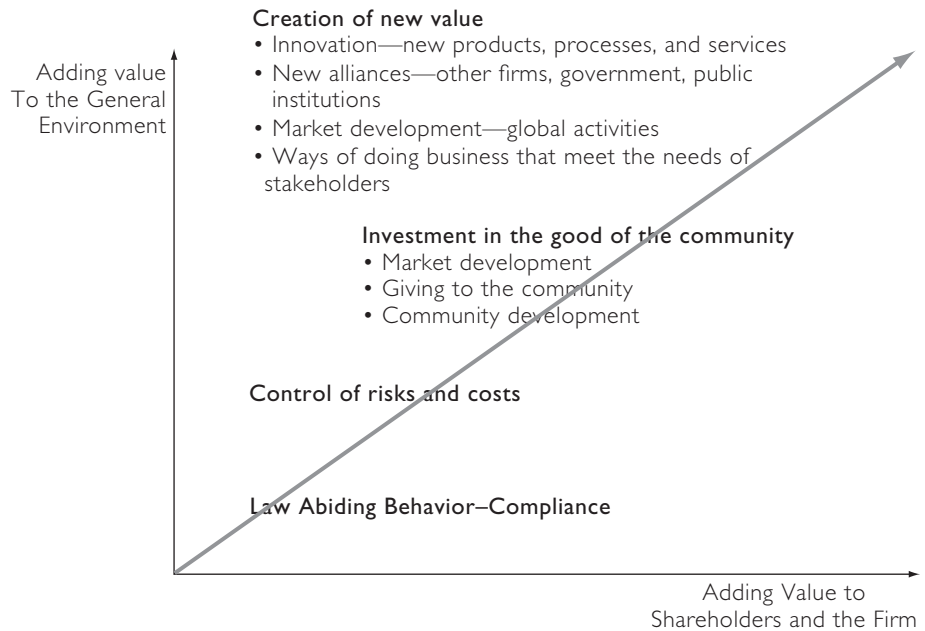 Creation of new value
• Innovation—new products, processes, and services
• New alliances—other firms, government, public
institutions
• Market development—global activities
• Ways of doing business that meet the needs of
stakeholders
Adding value
To the General
Environment
Investment in the good of the community
• Market development
• Giving to the community
• Community development
Control of risks and costs
Law Abiding Behavior–Compliance
Adding Value to
Shareholders and the Firm